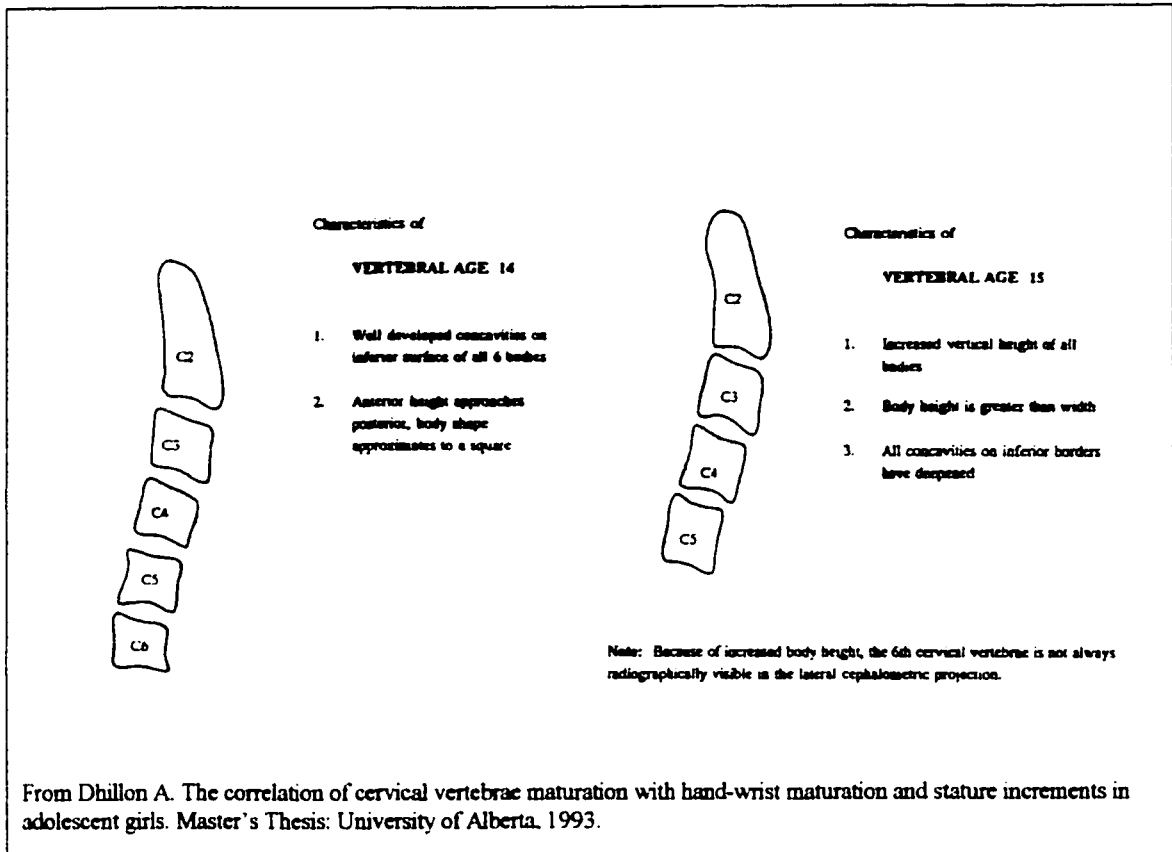 Characteristics of
VERTEBRAL AGE 14
1. Well developed concavities on
inferior surface of all 6 bodies
2. Anterior height approaches
posterior, body shape
approximates to a square
C2
C3
C4
C5
C6
Characteristics of
VERTEBRAL AGE 15
1. Increased vertical height of all
bodies
2. Body height is greater than width
3. All concavities on inferior borders
have deepened
C2
C3
C4
C5
Note: Because of increased body height, the 6th cervical vertebrae is not always
radiographically visible in the lateral cephalometric projection.
From Dhillon A. The correlation of cervical vertebrae maturation with hand-wrist maturation and stature increments in
adolescent girls. Master's Thesis: University of Alberta, 1993.